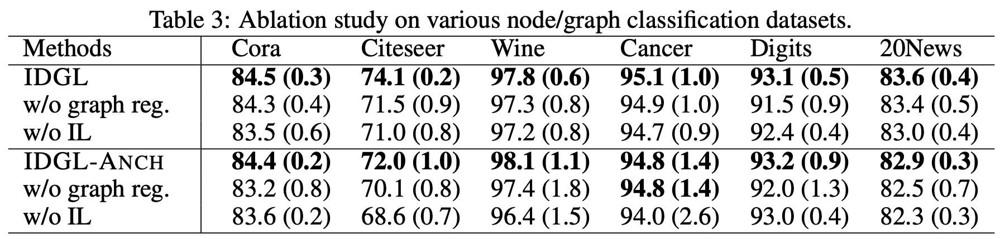 Table 3: Ablation study on various node/graph classification datasets.
Methods Cora Citeseer Wine Cancer Digits 20News
IDGL 84.5 (0.3) 74.1 (0.2) 97.8 (0.6) 95.1 (1.0) 93.1 (0.5) 83.6 (0.4)
w/o graph reg. 84.3 (0.4) 71.5 (0.9) 97.3 (0.8) 94.9 (1.0) 91.5 (0.9) 83.4 (0.5)
w/o IL 83.5 (0.6) 71.0 (0.8) 97.2 (0.8) 94.7 (0.9) 92.4 (0.4) 83.0 (0.4)
IDGL-ANCH 84.4 (0.2) 72.0 (1.0) 98.1 (1.1) 94.8 (1.4) 93.2 (0.9) 82.9 (0.3)
w/o graph reg. 83.2 (0.8) 70.1 (0.8) 97.4 (1.8) 94.8 (1.4) 92.0 (1.3) 82.5 (0.7)
w/o IL 83.6 (0.2) 68.6 (0.7) 96.4 (1.5) 94.0 (2.6) 93.0 (0.4) 82.3 (0.3)